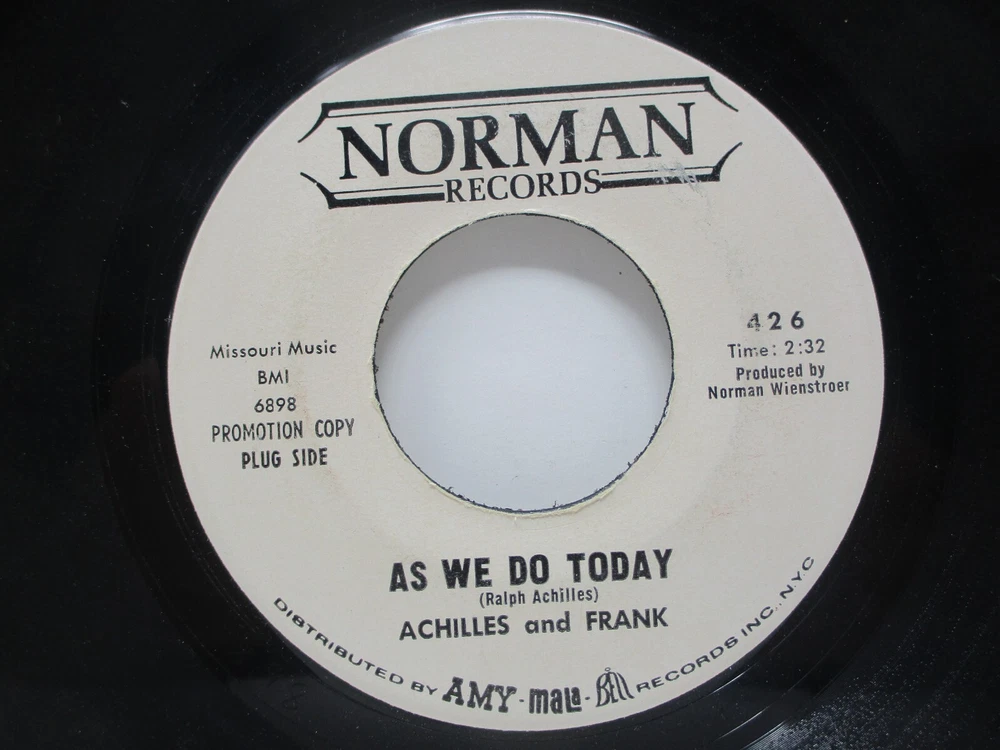 NORMAN
RECORDS
Missouri Music
BMI
6898
PROMOTION COPY
PLUG SIDE
426
Time: 2:32
Produced by
Norman Wienstroer
AS WE DO TODAY
(Ralph Achilles)
ACHILLES and FRANK
DISTRIBUTED BY AMY-mala-BELL RECORDS INC., N.Y.C